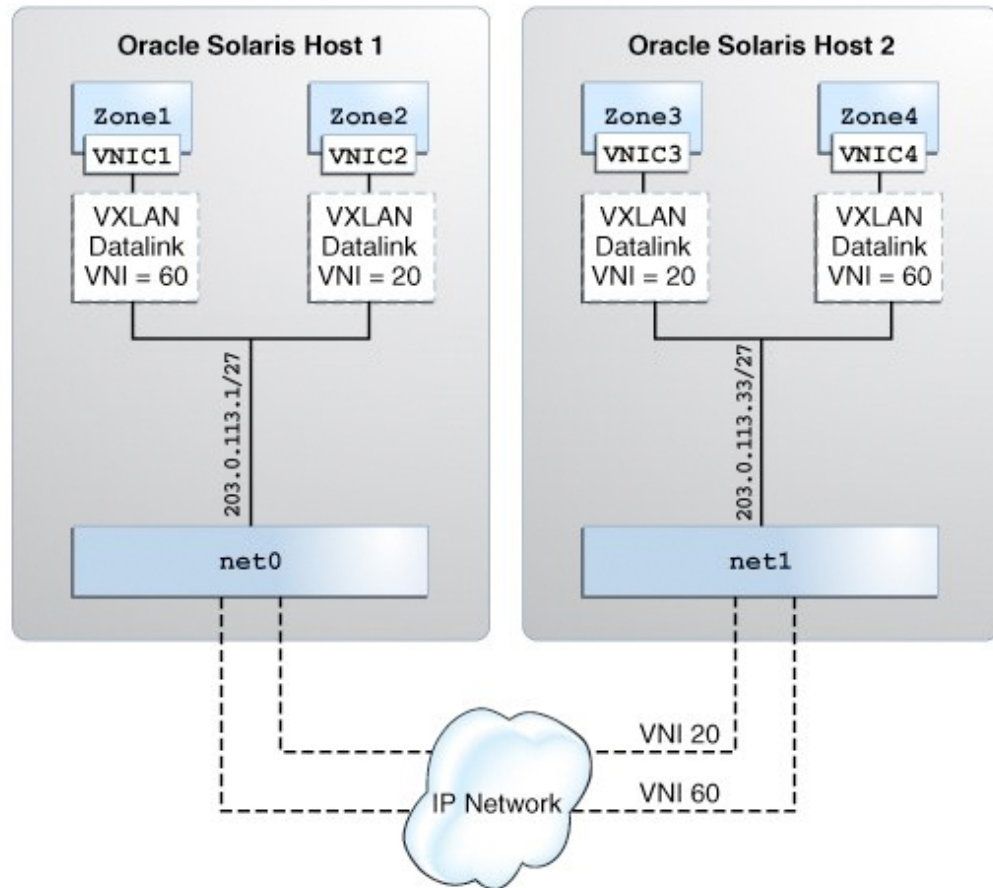 Oracle Solaris Host 1
Zone1
VNIC1
VXLAN
Datalink
VNI = 60
Zone2
VNIC2
VXLAN
Datalink
VNI = 20
203.0.113.1/27
net0
Oracle Solaris Host 2
Zone3
VNIC3
VXLAN
Datalink
VNI = 20
Zone4
VNIC4
VXLAN
Datalink
VNI = 60
203.0.113.33/27
net1
VNI 20
IP Network
VNI 60